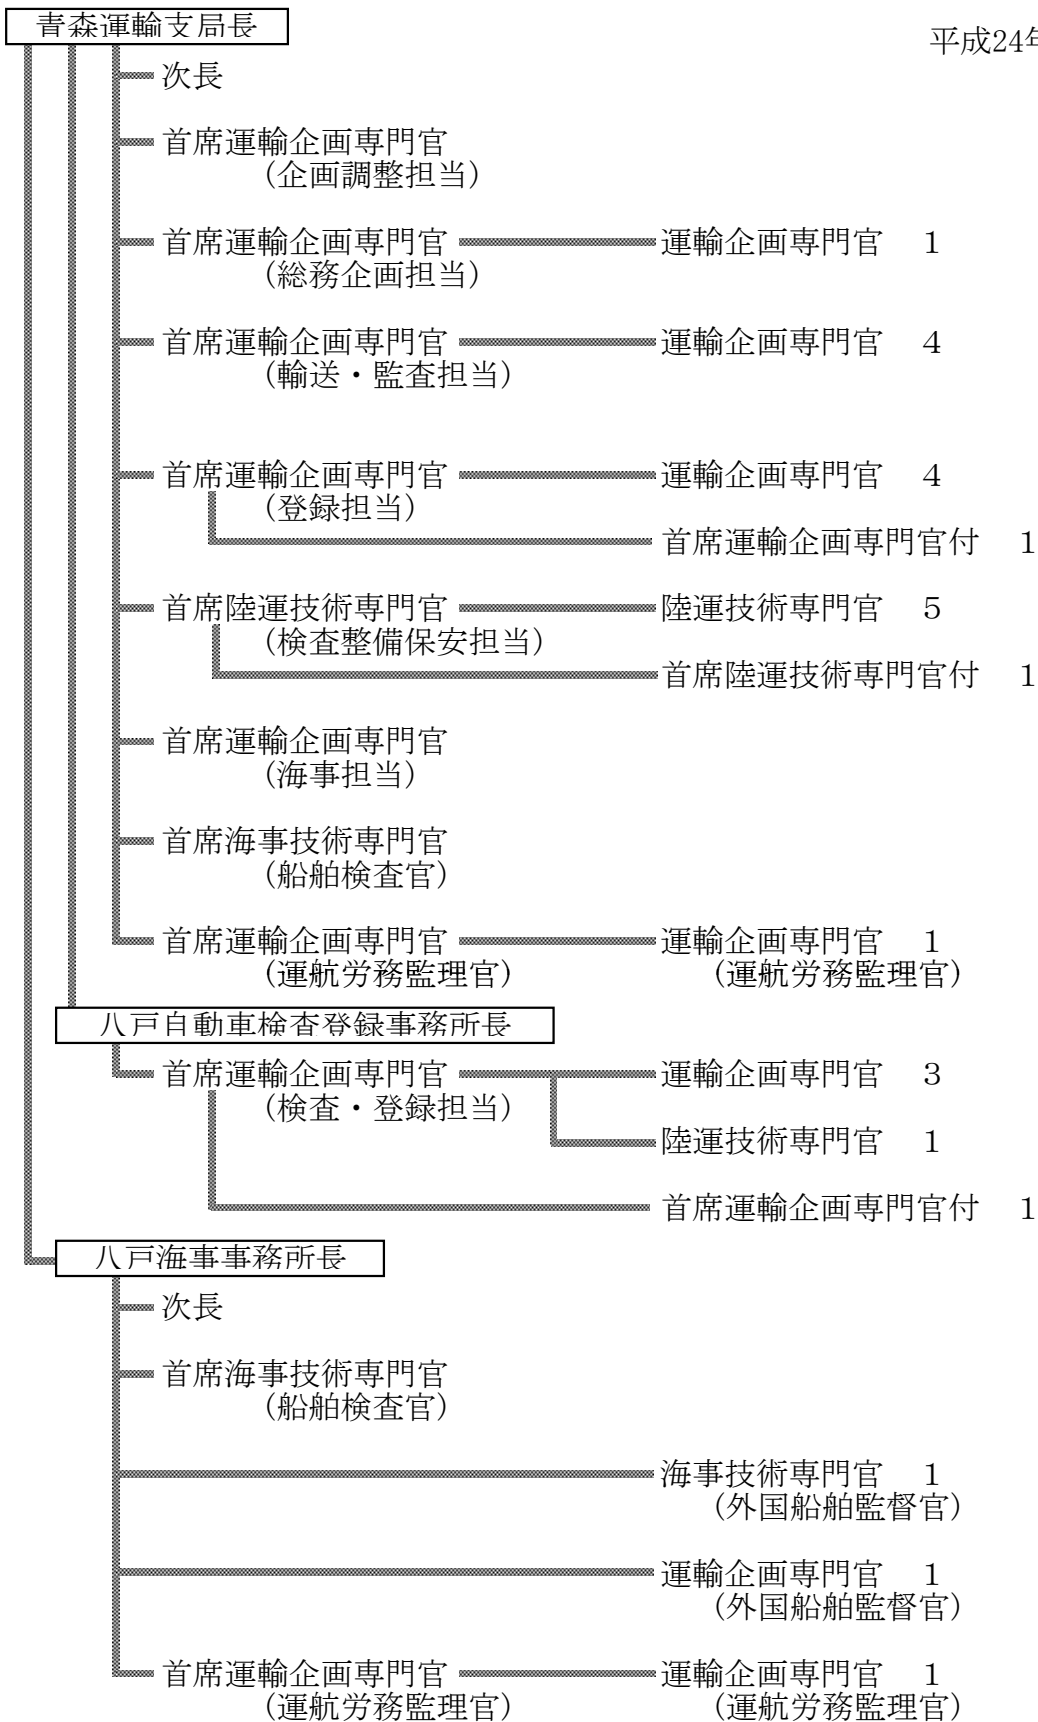 青森運輸支局長
平成24年
次長
首席運輸企画専門官
（企画調整担当）
首席運輸企画専門官 運輸企画専門官　１
（総務企画担当）
首席運輸企画専門官 運輸企画専門官　４
（輸送・監査担当）
首席運輸企画専門官 運輸企画専門官　４
（登録担当）
首席運輸企画専門官付　１
首席陸運技術専門官 陸運技術専門官　５
（検査整備保安担当）
首席陸運技術専門官付　１
首席運輸企画専門官
（海事担当）
首席海事技術専門官
（船舶検査官）
首席運輸企画専門官 運輸企画専門官　１
（運航労務監理官） （運航労務監理官）
八戸自動車検査登録事務所長
首席運輸企画専門官 運輸企画専門官　３
（検査・登録担当）
陸運技術専門官　１
首席運輸企画専門官付　１
八戸海事事務所長
次長
首席海事技術専門官
（船舶検査官）
海事技術専門官　１
（外国船舶監督官）
運輸企画専門官　１
（外国船舶監督官）
首席運輸企画専門官 運輸企画専門官　１
（運航労務監理官） （運航労務監理官）